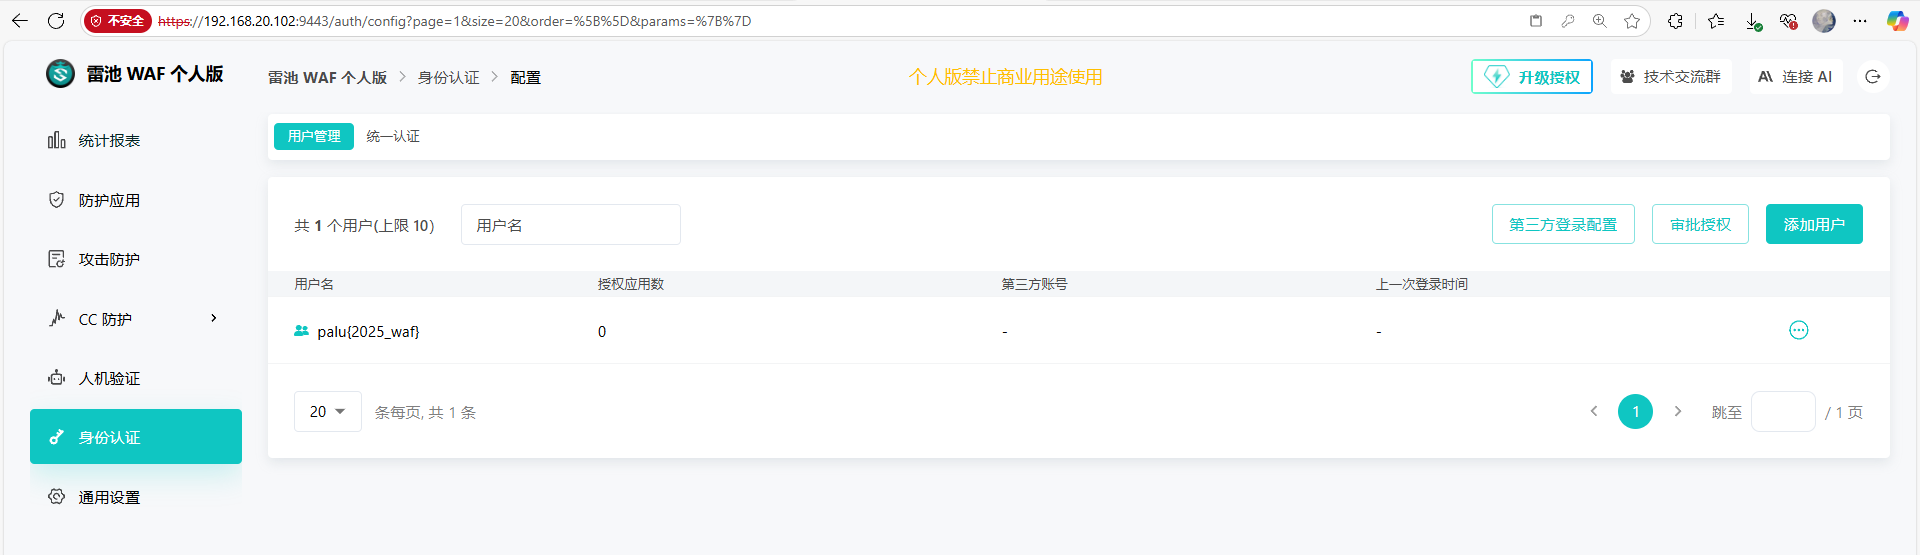 不安全 https://192.168.20.102:9443/auth/config?page=1&size=20&order=%5B%5D&params=%7B%7D
雷池 WAF 个人版
雷池 WAF 个人版 > 身份认证 > 配置
个人版禁止商业用途使用
升级授权
技术交流群
连接 AI
统计报表
防护应用
攻击防护
CC 防护
人机验证
身份认证
通用设置
用户管理 统一认证
共 1 个用户(上限 10) 用户名
第三方登录配置 审批授权 添加用户
用户名 授权应用数 第三方账号 上一次登录时间
palu{2025_waf} 0 - -
20 条每页, 共 1 条
1 跳至 / 1 页